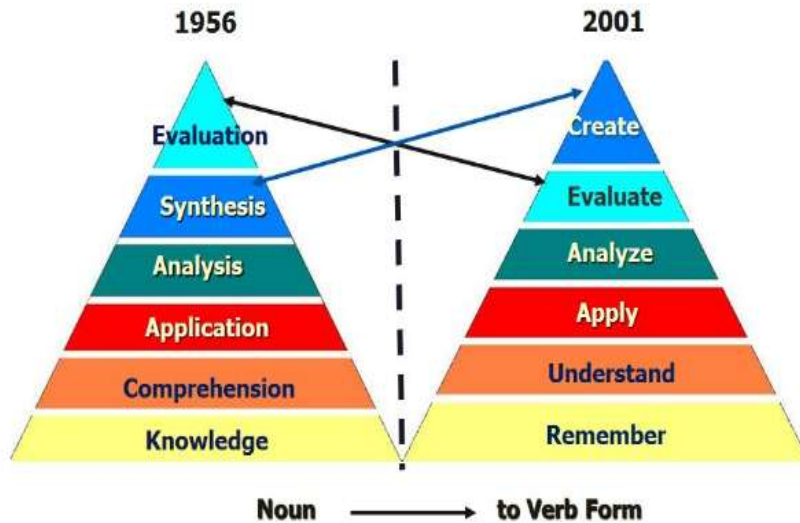 1956
2001
Evaluation
Synthesis
Analysis
Application
Comprehension
Knowledge
Create
Evaluate
Analyze
Apply
Understand
Remember
Noun to Verb Form